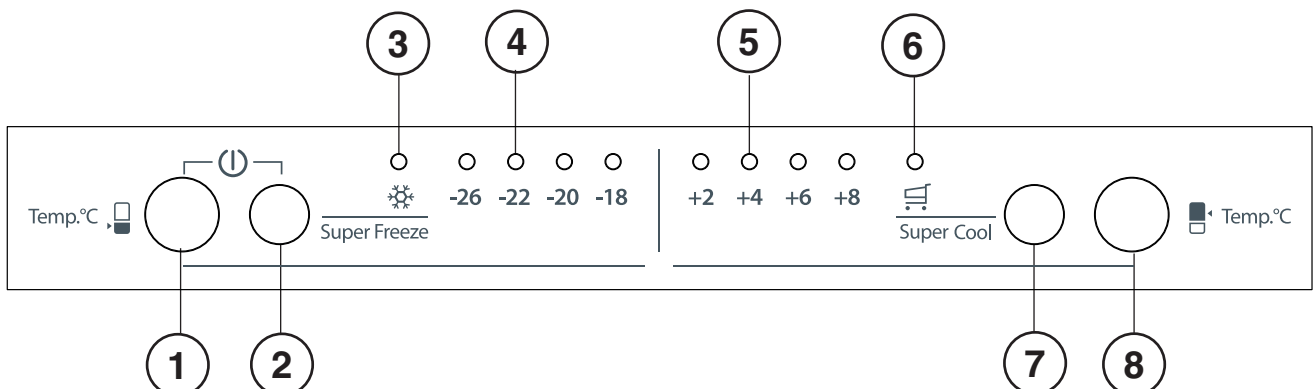 3 4 5 6
Temp.°C -26 -22 -20 -18 +2 +4 +6 +8 Temp.°C
Super Freeze Super Cool
1 2 7 8